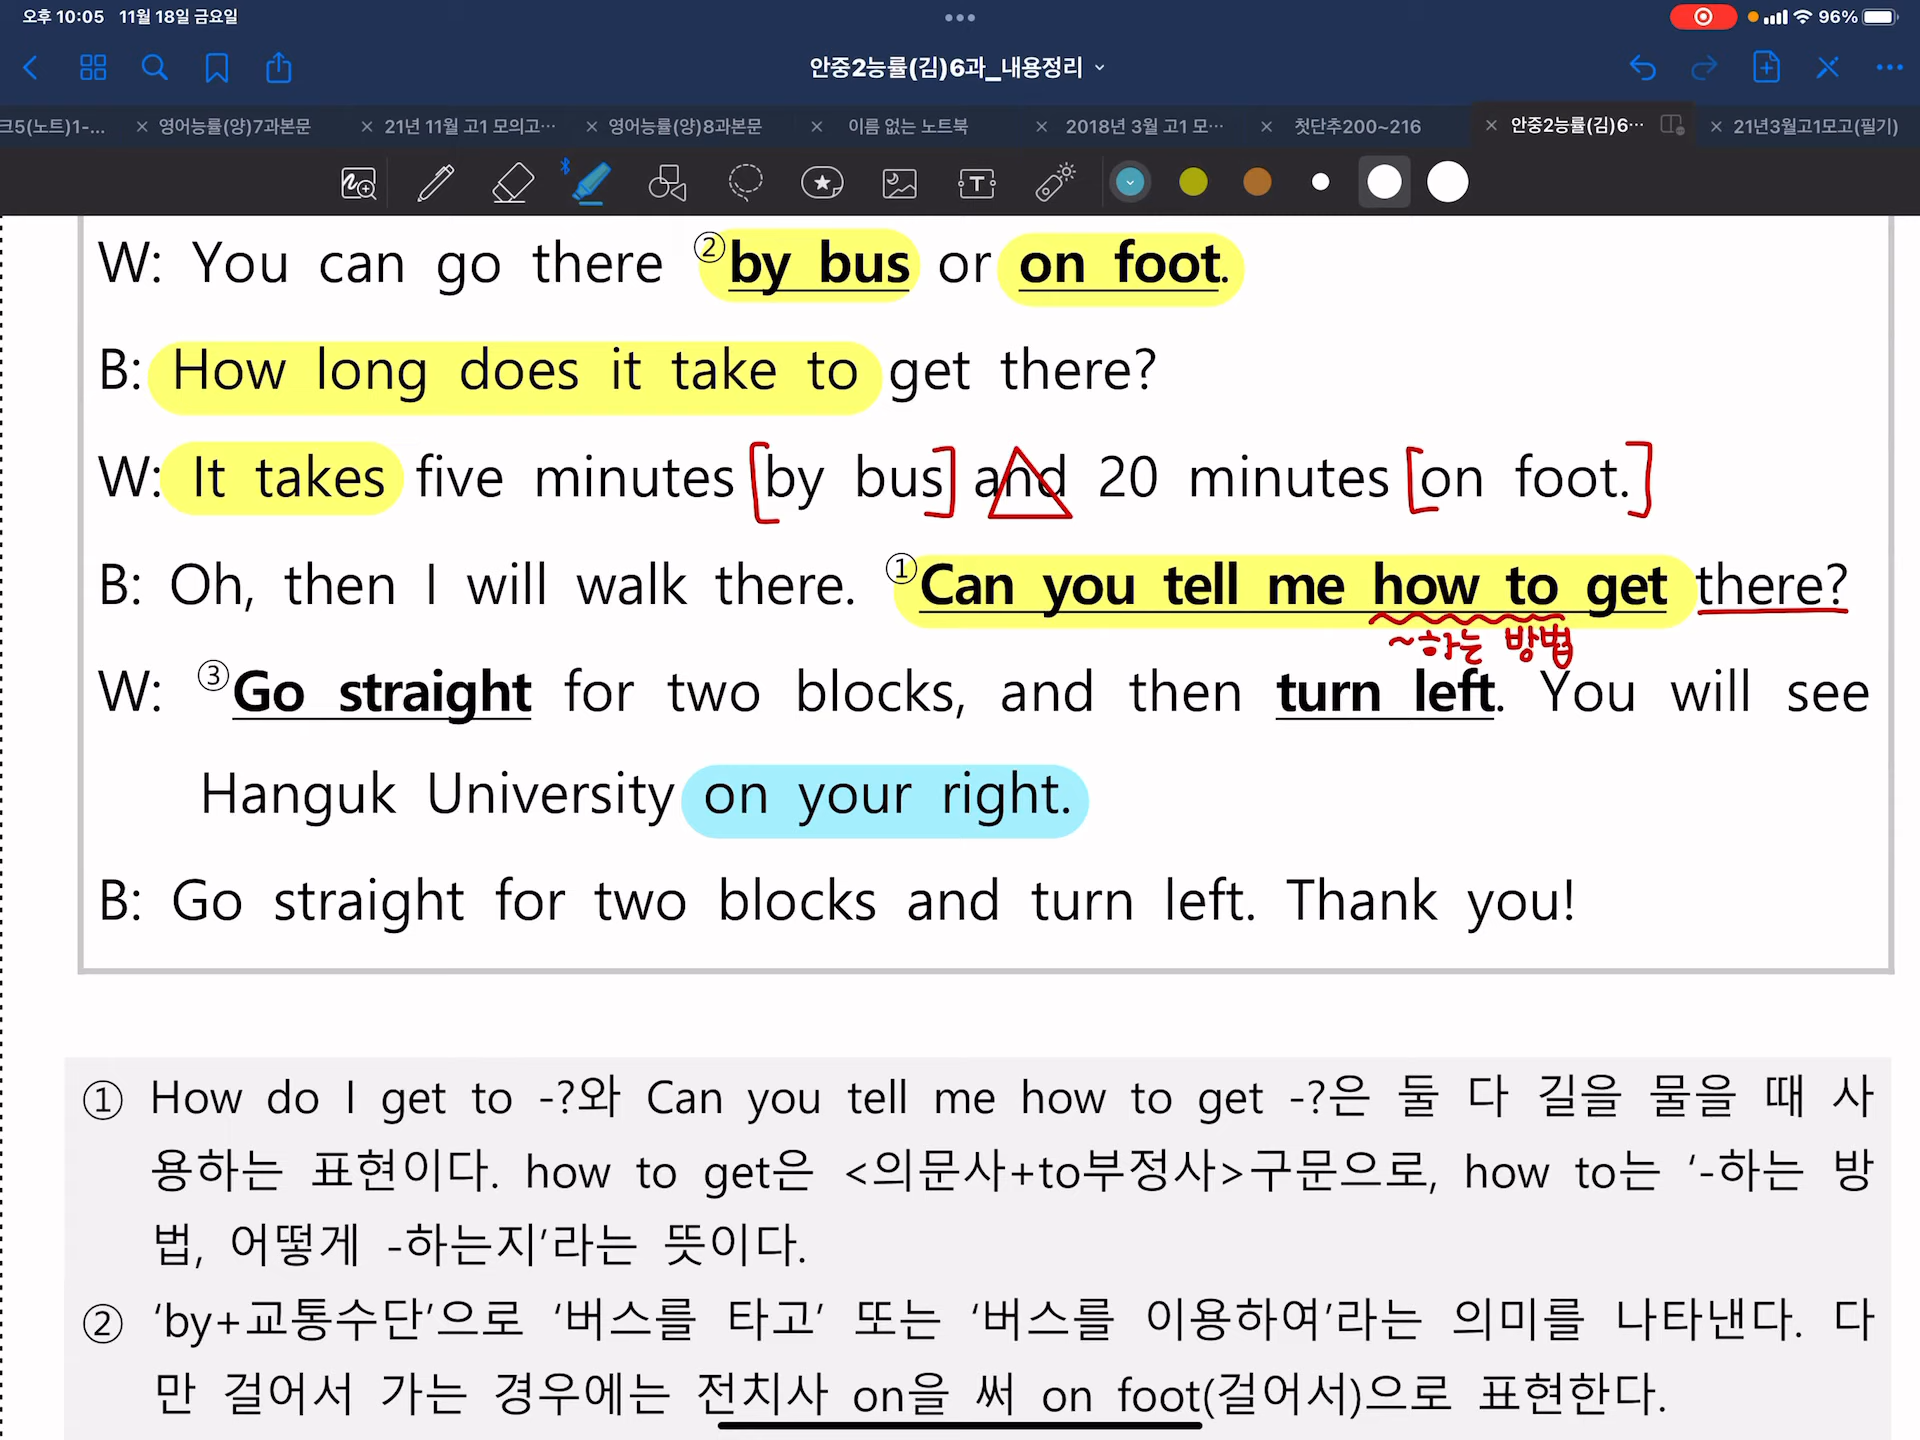 오후 10:05 11월 18일 금요일
96%
안중2능률(김)6과_내용정리
크5(노트)1-... 영어능률(양)7과본문 21년 11월 고1 모의고... 영어능률(양)8과본문 이름 없는 노트북 2018년 3월 고1 모... 첫단추200~216 안중2능률(김)6... 21년3월고1모고(필기)
W: You can go there ②by bus or on foot.
B: How long does it take to get there?
W: It takes five minutes [by bus] and 20 minutes [on foot.]
B: Oh, then I will walk there. ①Can you tell me how to get there?
~하는 방법
W: ③Go straight for two blocks, and then turn left. You will see
Hanguk University on your right.
B: Go straight for two blocks and turn left. Thank you!
① How do I get to -?와 Can you tell me how to get -?은 둘 다 길을 물을 때 사
용하는 표현이다. how to get은 <의문사+to부정사>구문으로, how to는 '-하는 방
법, 어떻게 -하는지'라는 뜻이다.
② 'by+교통수단'으로 '버스를 타고' 또는 '버스를 이용하여'라는 의미를 나타낸다. 다
만 걸어서 가는 경우에는 전치사 on을 써 on foot(걸어서)으로 표현한다.